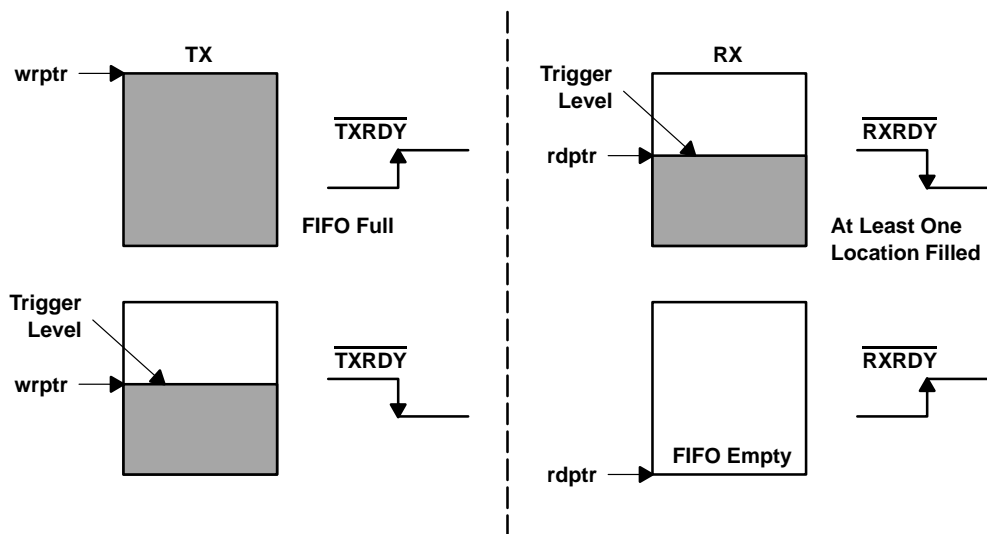 TX
wrptr
TXRDY
FIFO Full
Trigger
Level
wrptr
TXRDY
RX
Trigger
Level
rdptr
RXRDY
At Least One
Location Filled
RXRDY
FIFO Empty
rdptr